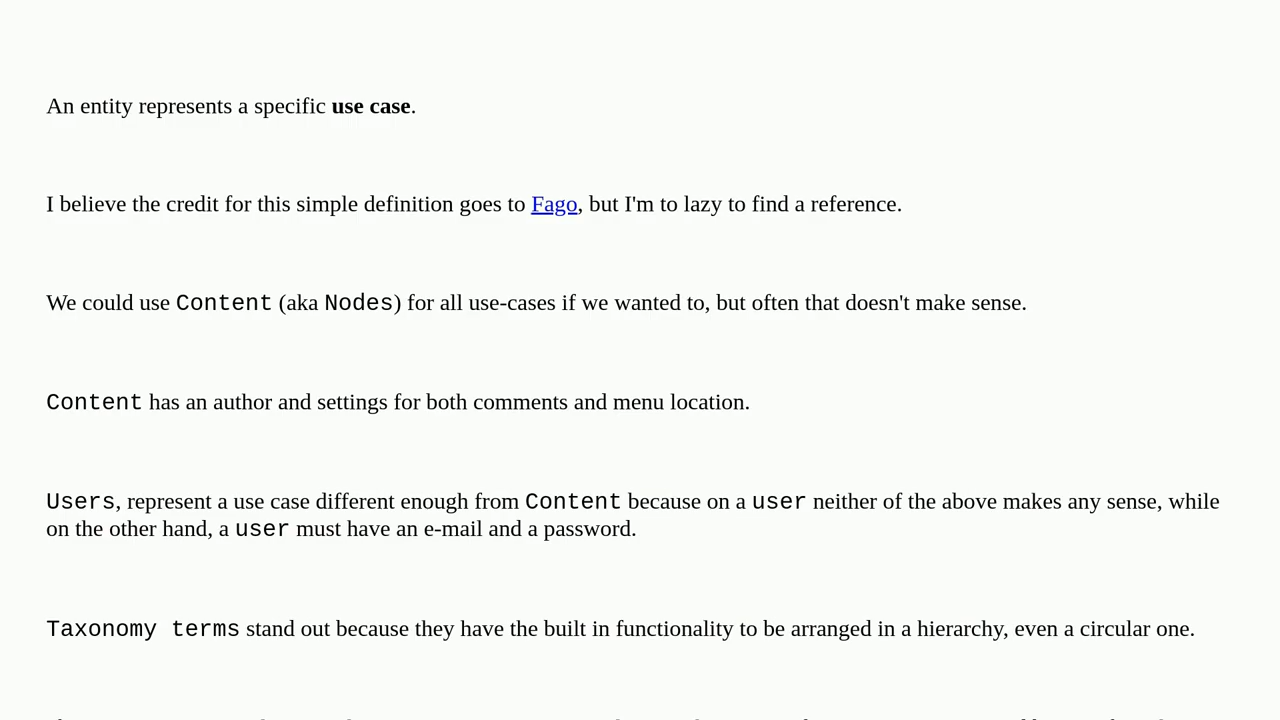 An entity represents a specific use case.
I believe the credit for this simple definition goes to Fago, but I'm to lazy to find a reference.
We could use Content (aka Nodes) for all use-cases if we wanted to, but often that doesn't make sense.
Content has an author and settings for both comments and menu location.
Users, represent a use case different enough from Content because on a user neither of the above makes any sense, while
on the other hand, a user must have an e-mail and a password.
Taxonomy terms stand out because they have the built in functionality to be arranged in a hierarchy, even a circular one.